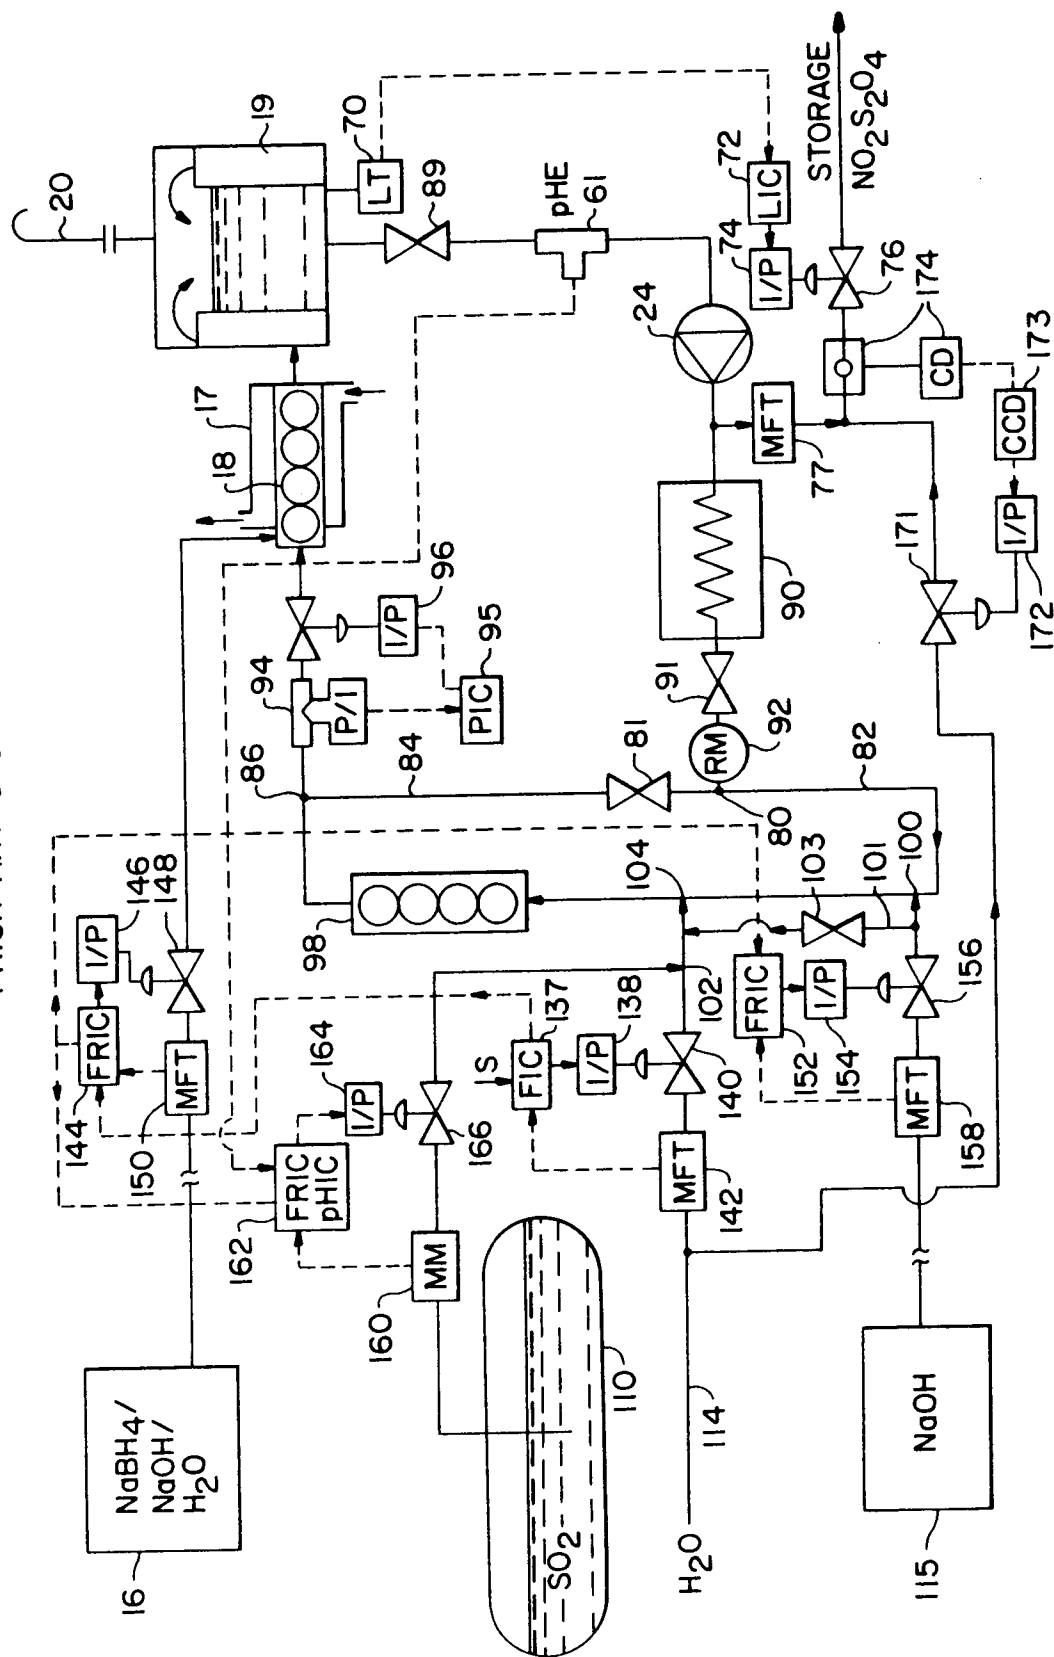 20
19
70
LT
89
pHE
61
72
LIC
74
I/P
STORAGE
NO2S2O4
76
174
CD
173
CCD
I/P
172
171
24
MFT
77
90
91
RM
92
17
18
96
I/P
95
PIC
94
P/I
86
84
81
80
82
146
I/P
148
FRIC
144
MFT
150
98
104
103
101
100
164
I/P
166
FRIC
pHIC
162
MM
160
S
137
FIC
138
I/P
102
140
MFT
142
FRIC
152
I/P
154
156
MFT
158
NaBH4/
NaOH/
H2O
16
SO2
110
114
H2O
NaOH
115